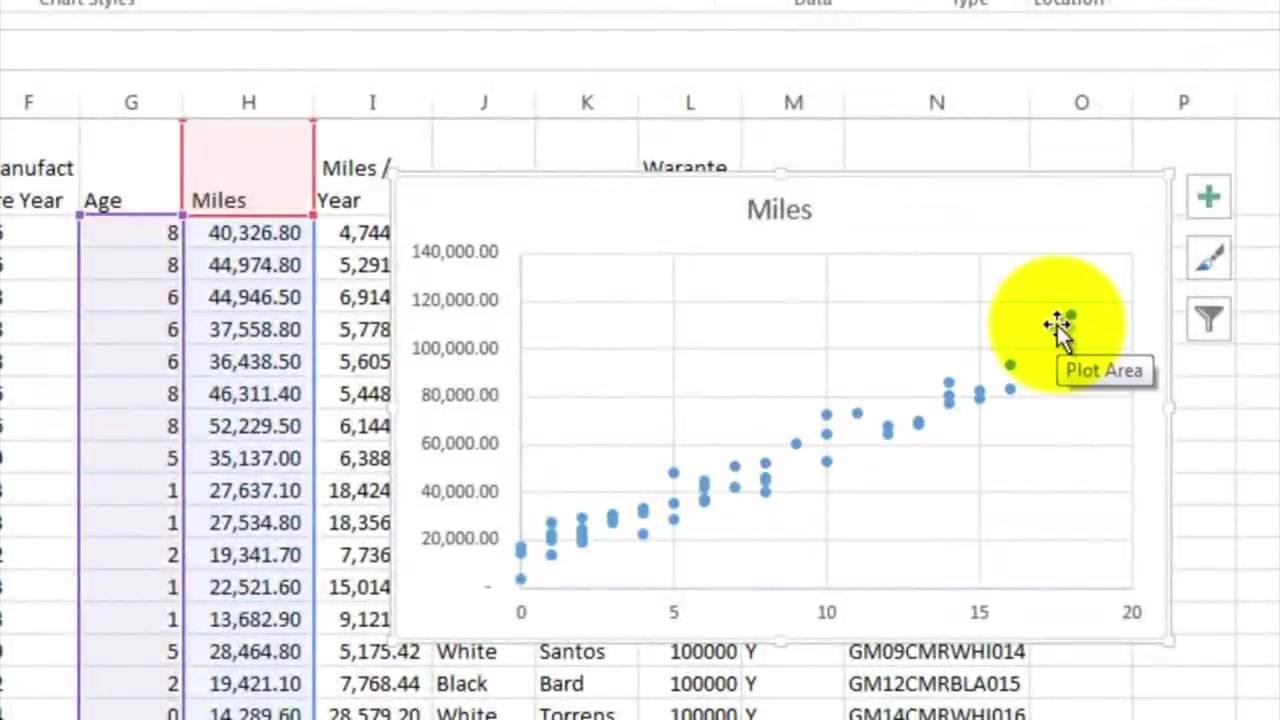 Chart Styles Data Type Location
F G H I J K L M N O P
anufact Miles / Warante
re Year Age Miles Year
8 40,326.80 4,744
8 44,974.80 5,291
6 44,946.50 6,914
6 37,558.80 5,778
6 36,438.50 5,605
8 46,311.40 5,448
8 52,229.50 6,144
5 35,137.00 6,388
1 27,637.10 18,424
1 27,534.80 18,356
2 19,341.70 7,736
1 22,521.60 15,014
1 13,682.90 9,121
5 28,464.80 5,175.42 White Santos 100000 Y GM09CMRWHI014
2 19,421.10 7,768.44 Black Bard 100000 Y GM12CMRBLA015
0 14,289.60 28,579.20 White Torrens 100000 Y GM14CMRWHI016
Miles
140,000.00
120,000.00
100,000.00
80,000.00
60,000.00
40,000.00
20,000.00
-
0 5 10 15 20
Plot Area